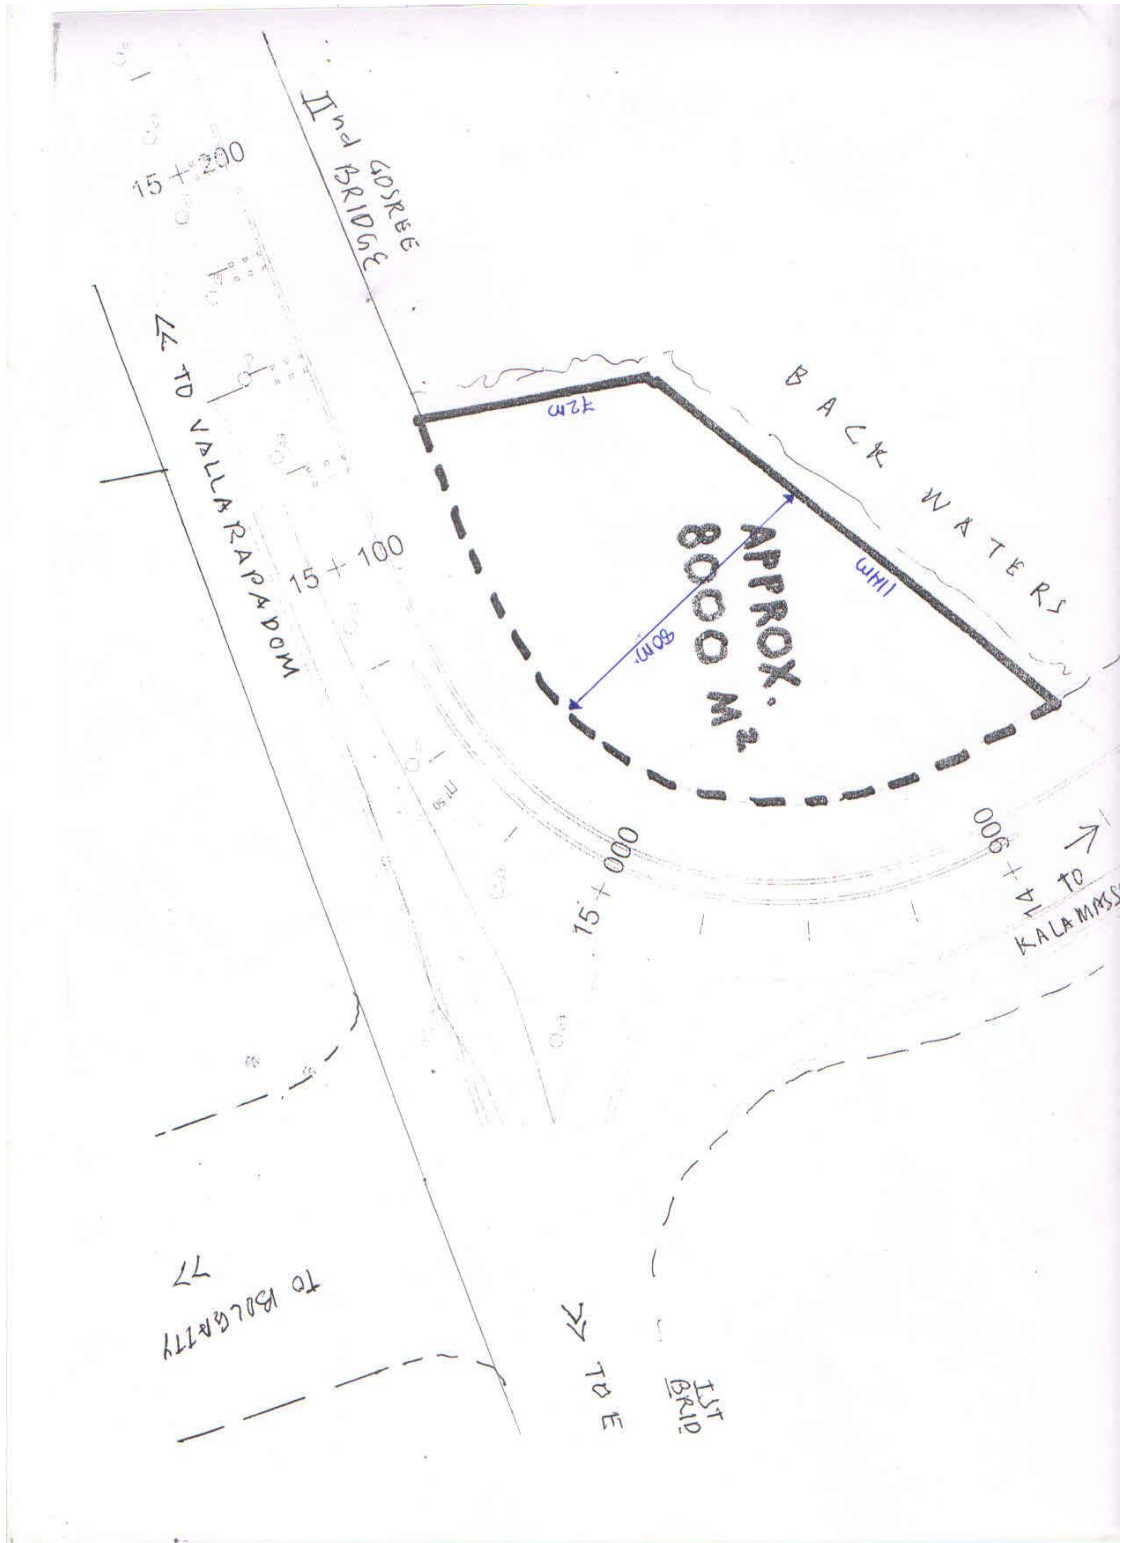 IInd GOSREE
BRIDGE
15 + 200
<< TO VALLARAPADOM
72m
BACK WATERS
114m
APPROX.
8000 M²
15 + 100
15 + 000
14 + 900
TO
KALAMASS
TO BOLGATTY
>> TO E
IST
BRID